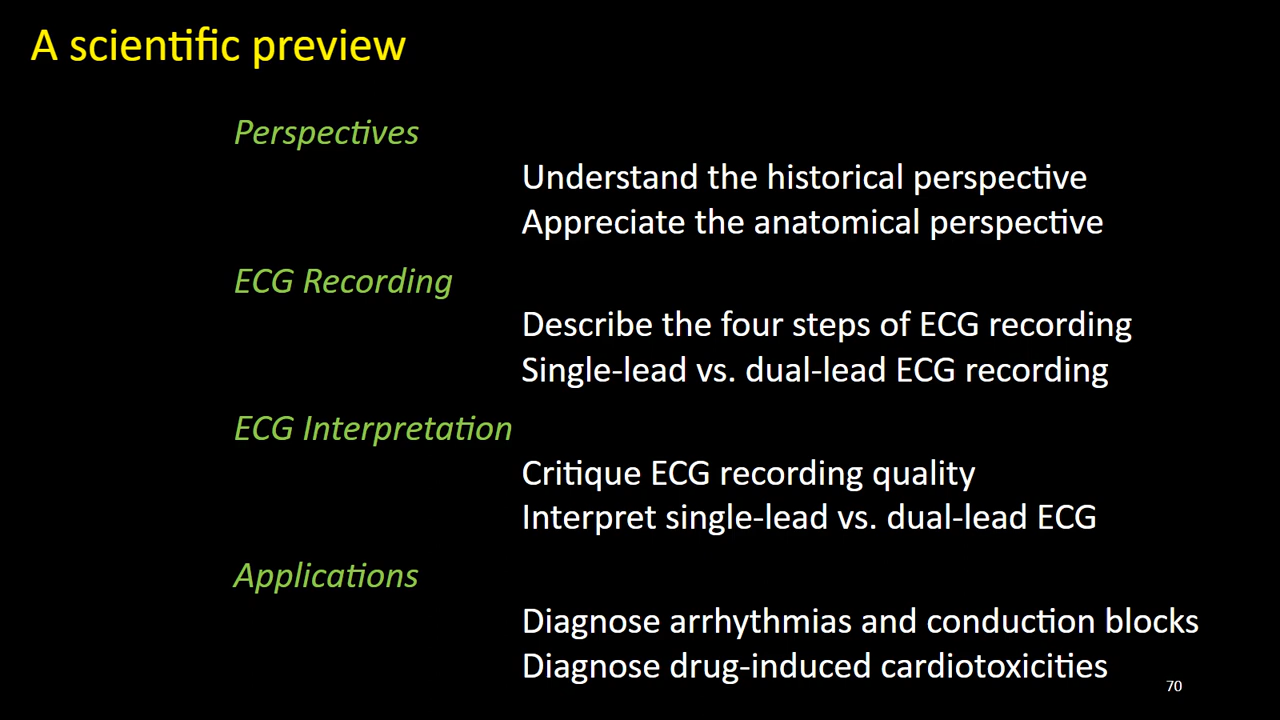 A scientific preview
Perspectives
Understand the historical perspective
Appreciate the anatomical perspective
ECG Recording
Describe the four steps of ECG recording
Single-lead vs. dual-lead ECG recording
ECG Interpretation
Critique ECG recording quality
Interpret single-lead vs. dual-lead ECG
Applications
Diagnose arrhythmias and conduction blocks
Diagnose drug-induced cardiotoxicities
70